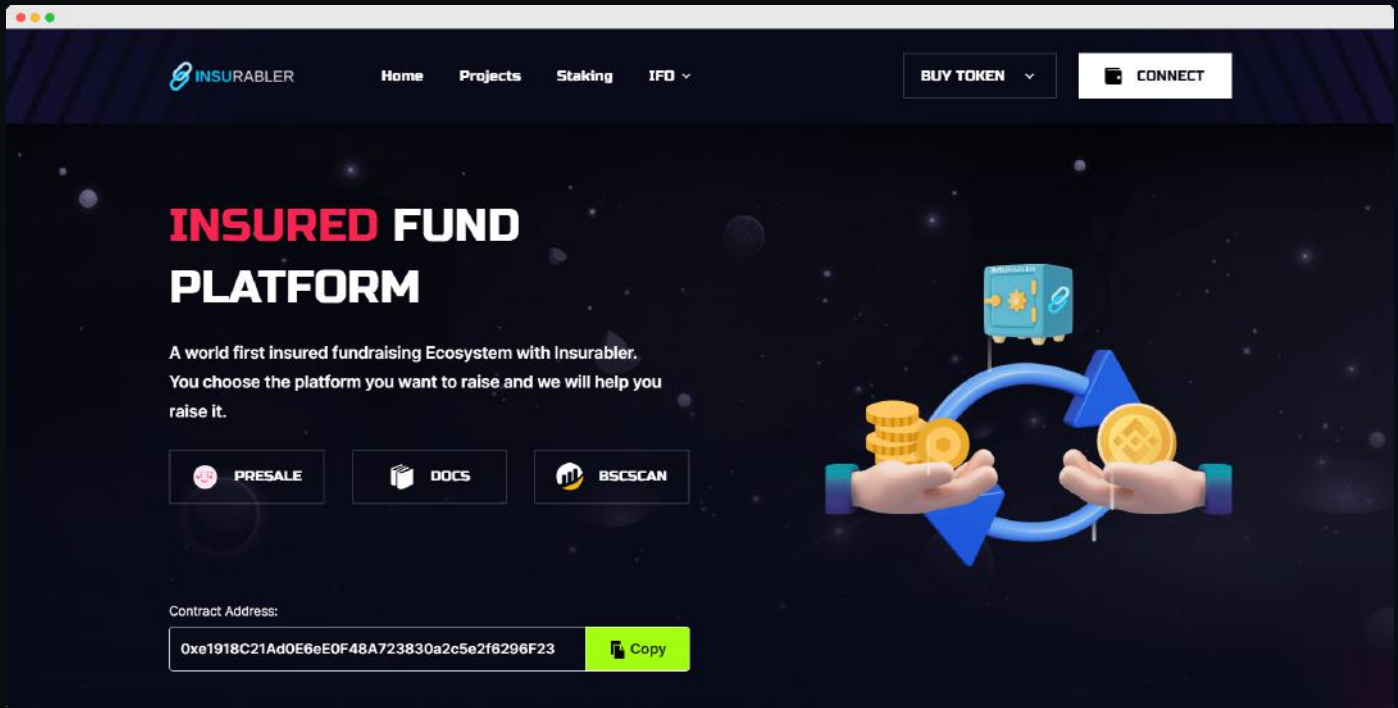 INSURABLER
Home Projects Staking IFO
BUY TOKEN
CONNECT
INSURED FUND
PLATFORM
A world first insured fundraising Ecosystem with Insurabler.
You choose the platform you want to raise and we will help you
raise it.
PRESALE
DOCS
BSCSCAN
INSURABLER
Contract Address:
0xe1918C21Ad0E6eE0F48A723830a2c5e2f6296F23
Copy